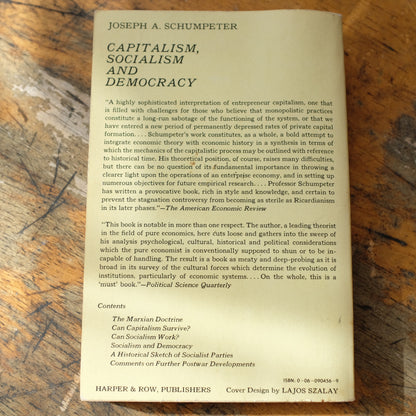 JOSEPH A. SCHUMPETER
CAPITALISM,
SOCIALISM
AND
DEMOCRACY
"A highly sophisticated interpretation of entrepreneur capitalism, one that
is filled with challenges for those who believe that monopolistic practices
constitute a long-run sabotage of the functioning of the system, or that we
have entered a new period of permanently depressed rates of private capital
formation. . . . Schumpeter's work constitutes, as a whole, a bold attempt to
integrate economic theory with economic history in a synthesis in terms of
which the mechanics of the capitalistic process may be outlined with reference
to historical time. His theoretical position, of course, raises many difficulties,
but there can be no question of its fundamental importance in throwing a
clearer light upon the operations of an enterprise economy, and in setting up
numerous objectives for future empirical research. . . . Professor Schumpeter
has written a provocative book, rich in style and knowledge, and certain to
prevent the stagnation controversy from becoming as sterile as Ricardianism
in its later phases."—The American Economic Review
"This book is notable in more than one respect. The author, a leading theorist
in the field of pure economics, here cuts loose and gathers into the sweep of
his analysis psychological, cultural, historical and political considerations
which the pure economist is conventionally supposed to shun or to be in-
capable of handling. The result is a book as meaty and deep-probing as it is
broad in its survey of the cultural forces which determine the evolution of
institutions, particularly of economic systems. . . . On the whole, this is a
'must' book."—Political Science Quarterly
Contents
The Marxian Doctrine
Can Capitalism Survive?
Can Socialism Work?
Socialism and Democracy
A Historical Sketch of Socialist Parties
Comments on Further Postwar Developments
ISBN: 0-06-090456-9
HARPER & ROW, PUBLISHERS Cover Design by LAJOS SZALAY